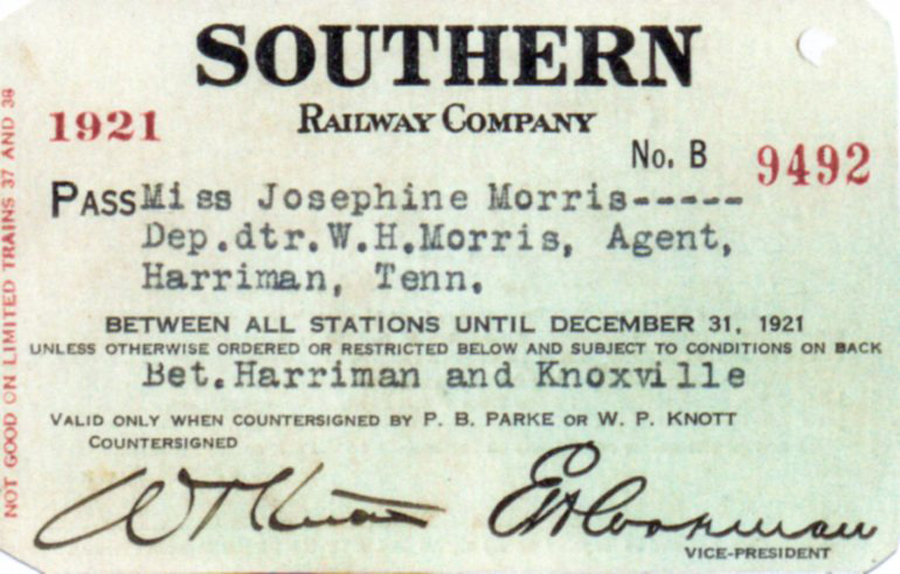 SOUTHERN
RAILWAY COMPANY
1921
No. B 9492
PASS Miss Josephine Morris-----
Dep.dtr.W.H.Morris, Agent,
Harriman, Tenn.
BETWEEN ALL STATIONS UNTIL DECEMBER 31, 1921
UNLESS OTHERWISE ORDERED OR RESTRICTED BELOW AND SUBJECT TO CONDITIONS ON BACK
Bet.Harriman and Knoxville
VALID ONLY WHEN COUNTERSIGNED BY P. B. PARKE OR W. P. KNOTT
COUNTERSIGNED
VICE-PRESIDENT
NOT GOOD ON LIMITED TRAINS 37 AND 38